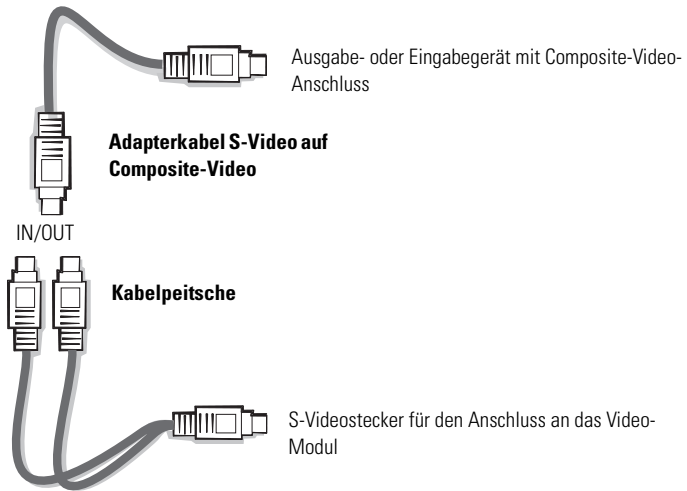 Ausgabe- oder Eingabegerät mit Composite-Video-
Anschluss
Adapterkabel S-Video auf
Composite-Video
IN/OUT
Kabelpeitsche
S-Videostecker für den Anschluss an das Video-
Modul